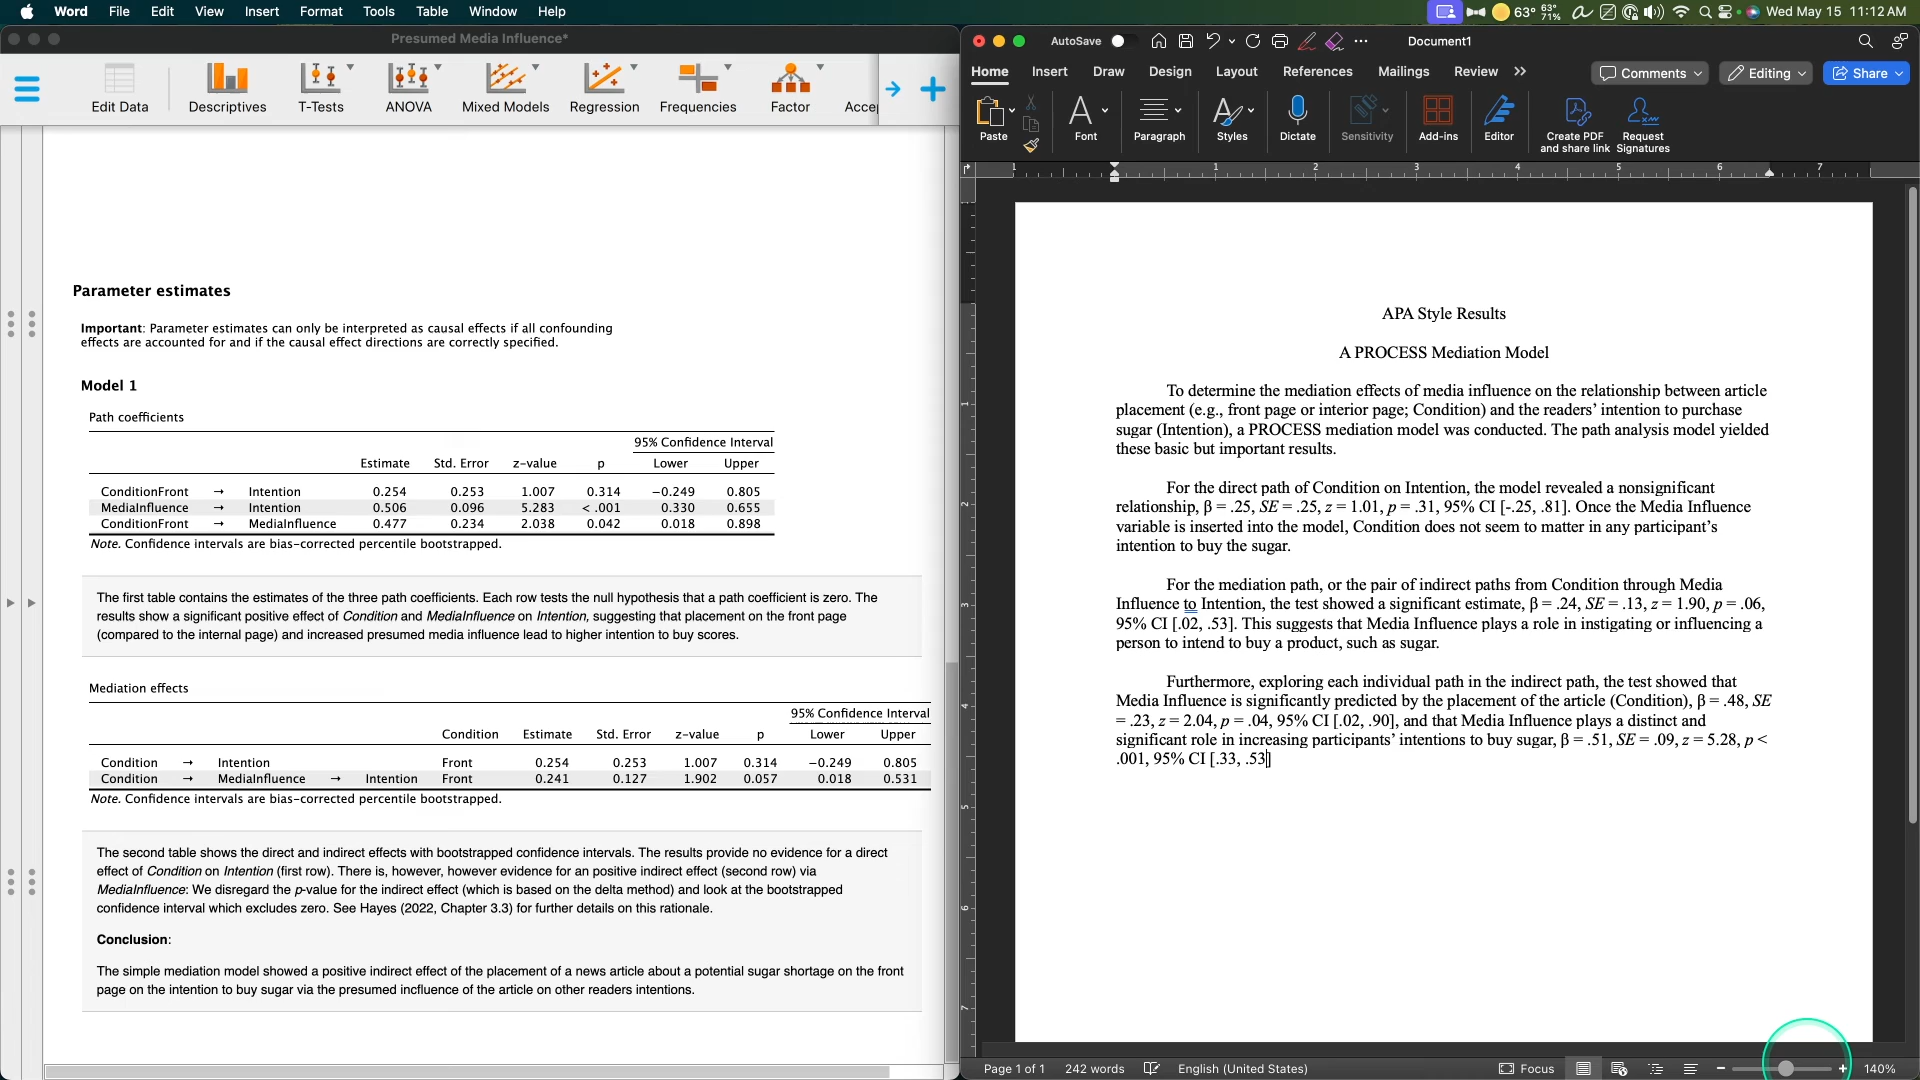 Word File Edit View Insert Format Tools Table Window Help
63° 63% 71% Wed May 15 11:12 AM
Presumed Media Influence*
Edit Data Descriptives T-Tests ANOVA Mixed Models Regression Frequencies Factor Acce
Parameter estimates
Important: Parameter estimates can only be interpreted as causal effects if all confounding
effects are accounted for and if the causal effect directions are correctly specified.
Model 1
Path coefficients
95% Confidence Interval
Estimate Std. Error z-value p Lower Upper
ConditionFront → Intention 0.254 0.253 1.007 0.314 −0.249 0.805
MediaInfluence → Intention 0.506 0.096 5.283 < .001 0.330 0.655
ConditionFront → MediaInfluence 0.477 0.234 2.038 0.042 0.018 0.898
Note. Confidence intervals are bias-corrected percentile bootstrapped.
The first table contains the estimates of the three path coefficients. Each row tests the null hypothesis that a path coefficient is zero. The
results show a significant positive effect of Condition and MediaInfluence on Intention, suggesting that placement on the front page
(compared to the internal page) and increased presumed media influence lead to higher intention to buy scores.
Mediation effects
95% Confidence Interval
Condition Estimate Std. Error z-value p Lower Upper
Condition → Intention Front 0.254 0.253 1.007 0.314 −0.249 0.805
Condition → MediaInfluence → Intention Front 0.241 0.127 1.902 0.057 0.018 0.531
Note. Confidence intervals are bias-corrected percentile bootstrapped.
The second table shows the direct and indirect effects with bootstrapped confidence intervals. The results provide no evidence for a direct
effect of Condition on Intention (first row). There is, however, however evidence for an positive indirect effect (second row) via
MediaInfluence: We disregard the p-value for the indirect effect (which is based on the delta method) and look at the bootstrapped
confidence interval which excludes zero. See Hayes (2022, Chapter 3.3) for further details on this rationale.
Conclusion:
The simple mediation model showed a positive indirect effect of the placement of a news article about a potential sugar shortage on the front
page on the intention to buy sugar via the presumed incfluence of the article on other readers intentions.
AutoSave Document1
Home Insert Draw Design Layout References Mailings Review Comments Editing Share
Paste Font Paragraph Styles Dictate Sensitivity Add-ins Editor Create PDF and share link Request Signatures
1 1 2 3 4 5 6 7
1
2
3
4
5
6
7
APA Style Results
A PROCESS Mediation Model
To determine the mediation effects of media influence on the relationship between article
placement (e.g., front page or interior page; Condition) and the readers’ intention to purchase
sugar (Intention), a PROCESS mediation model was conducted. The path analysis model yielded
these basic but important results.
For the direct path of Condition on Intention, the model revealed a nonsignificant
relationship, β = .25, SE = .25, z = 1.01, p = .31, 95% CI [-.25, .81]. Once the Media Influence
variable is inserted into the model, Condition does not seem to matter in any participant’s
intention to buy the sugar.
For the mediation path, or the pair of indirect paths from Condition through Media
Influence to Intention, the test showed a significant estimate, β = .24, SE = .13, z = 1.90, p = .06,
95% CI [.02, .53]. This suggests that Media Influence plays a role in instigating or influencing a
person to intend to buy a product, such as sugar.
Furthermore, exploring each individual path in the indirect path, the test showed that
Media Influence is significantly predicted by the placement of the article (Condition), β = .48, SE
= .23, z = 2.04, p = .04, 95% CI [.02, .90], and that Media Influence plays a distinct and
significant role in increasing participants’ intentions to buy sugar, β = .51, SE = .09, z = 5.28, p <
.001, 95% CI [.33, .53]
Page 1 of 1 242 words English (United States) Focus 140%